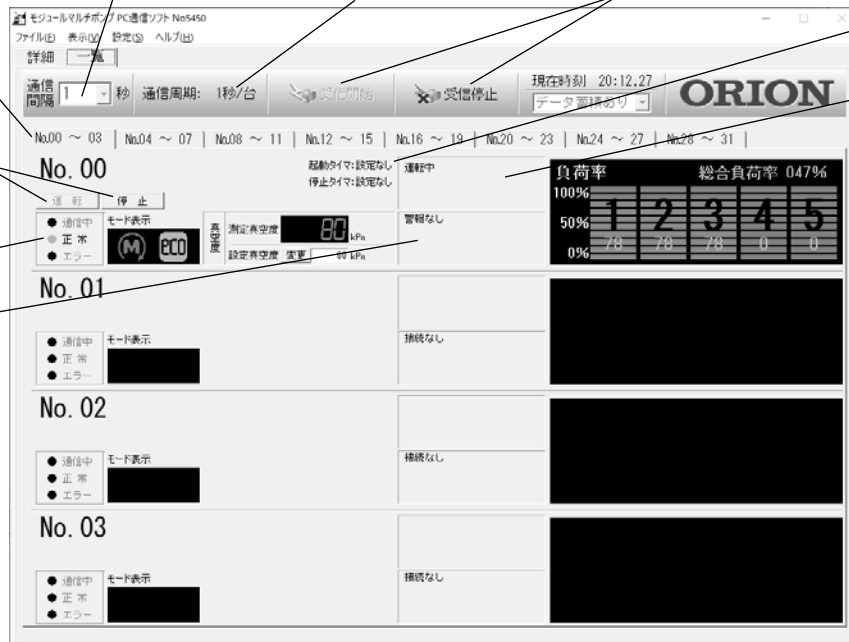 モジュールマルチポンプ PC通信ソフト No5450
ファイル(F) 表示(V) 設定(S) ヘルプ(H)
詳細 一覧
通信間隔 1 秒 通信周期: 1秒/台 受信開始 受信停止 現在時刻 20:12.27 データ蓄積あり ORION
No.00 ～ 03 No.04 ～ 07 No.08 ～ 11 No.12 ～ 15 No.16 ～ 19 No.20 ～ 23 No.24 ～ 27 No.28 ～ 31
No. 00
起動タイマ:設定なし
停止タイマ:設定なし
運転 停止
通信中
正常
エラー
モード表示
M eco
真空度
測定真空度 80 kPa
設定真空度 変更 80 kPa
運転中
警報なし
負荷率 総合負荷率 047%
100%
50%
0%
1 2 3 4 5
78 78 78 0 0
No. 01
通信中
正常
エラー
モード表示
接続なし
No. 02
通信中
正常
エラー
モード表示
接続なし
No. 03
通信中
正常
エラー
モード表示
接続なし